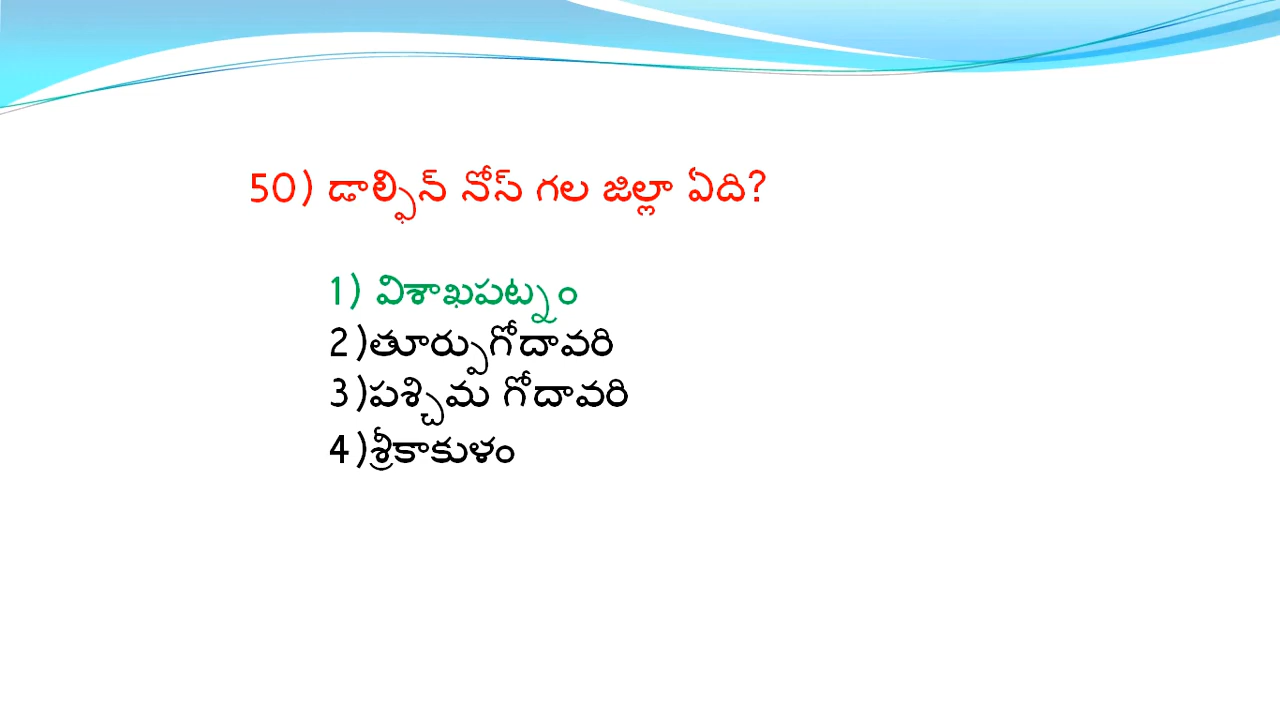 50) డాల్ఫిన్ నోస్ గల జిల్లా ఏది?
1) విశాఖపట్నం
2)తూర్పుగోదావరి
3)పశ్చిమ గోదావరి
4)శ్రీకాకుళం